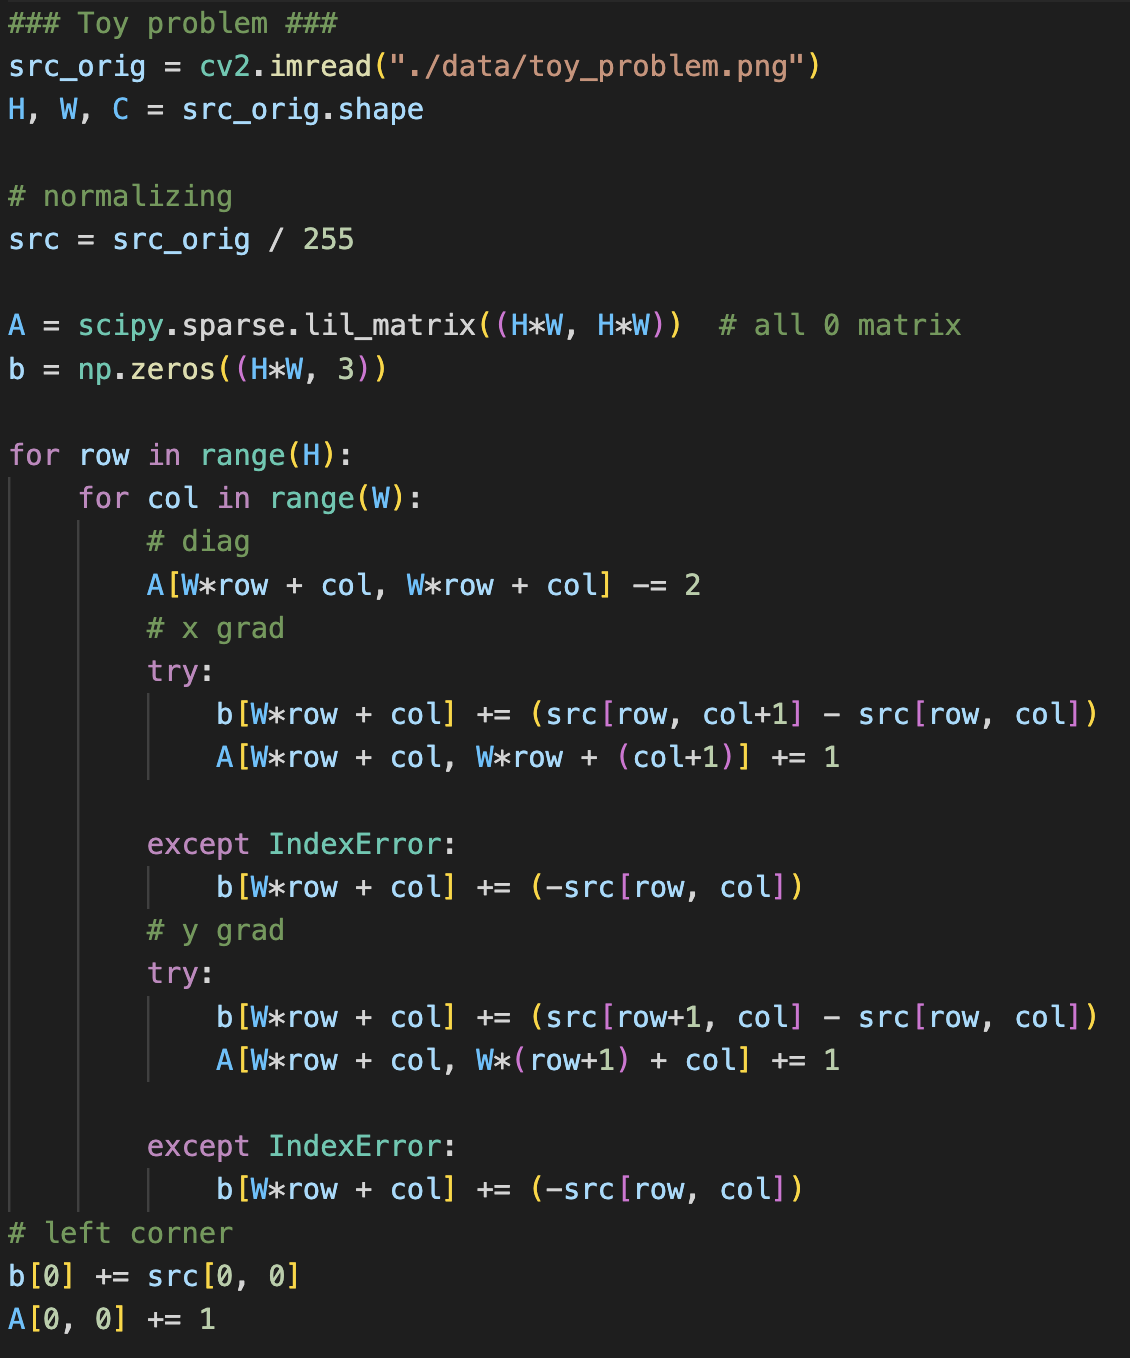 ### Toy problem ###
src_orig = cv2.imread("./data/toy_problem.png")
H, W, C = src_orig.shape
# normalizing
src = src_orig / 255
A = scipy.sparse.lil_matrix((H*W, H*W))  # all 0 matrix
b = np.zeros((H*W, 3))
for row in range(H):
    for col in range(W):
        # diag
        A[W*row + col, W*row + col] -= 2
        # x grad
        try:
            b[W*row + col] += (src[row, col+1] - src[row, col])
            A[W*row + col, W*row + (col+1)] += 1
        except IndexError:
            b[W*row + col] += (-src[row, col])
        # y grad
        try:
            b[W*row + col] += (src[row+1, col] - src[row, col])
            A[W*row + col, W*(row+1) + col] += 1
        except IndexError:
            b[W*row + col] += (-src[row, col])
# left corner
b[0] += src[0, 0]
A[0, 0] += 1